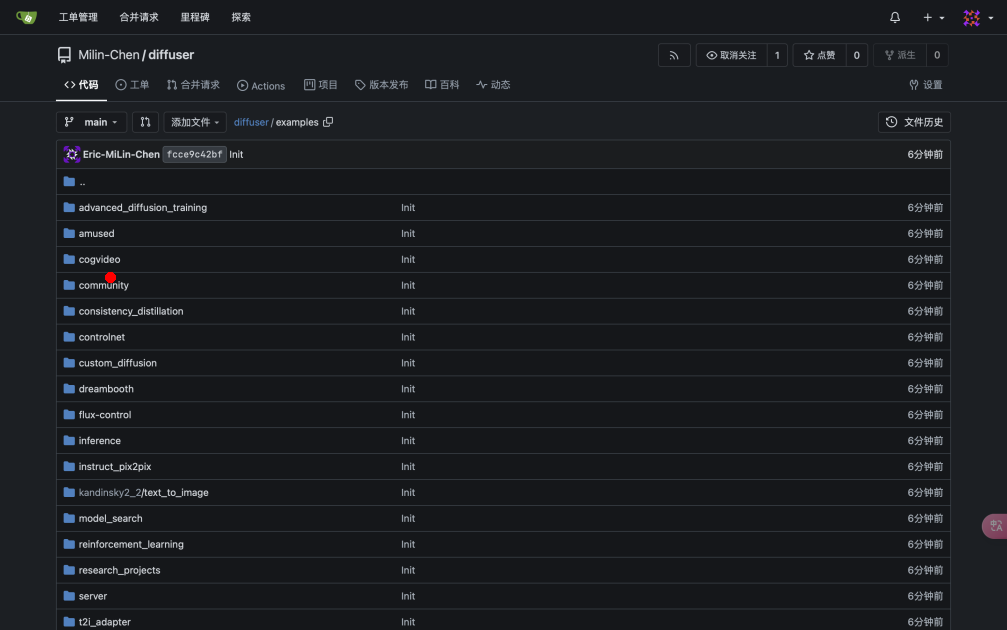 工单管理 合并请求 里程碑 探索
Milin-Chen / diffuser 取消关注 1 点赞 0 派生 0
代码 工单 合并请求 Actions 项目 版本发布 百科 动态 设置
main 添加文件 diffuser / examples 文件历史
Eric-MiLin-Chen fcce9c42bf Init 6分钟前
..
advanced_diffusion_training Init 6分钟前
amused Init 6分钟前
cogvideo Init 6分钟前
community Init 6分钟前
consistency_distillation Init 6分钟前
controlnet Init 6分钟前
custom_diffusion Init 6分钟前
dreambooth Init 6分钟前
flux-control Init 6分钟前
inference Init 6分钟前
instruct_pix2pix Init 6分钟前
kandinsky2_2/text_to_image Init 6分钟前
model_search Init 6分钟前
reinforcement_learning Init 6分钟前
research_projects Init 6分钟前
server Init 6分钟前
t2i_adapter Init 6分钟前